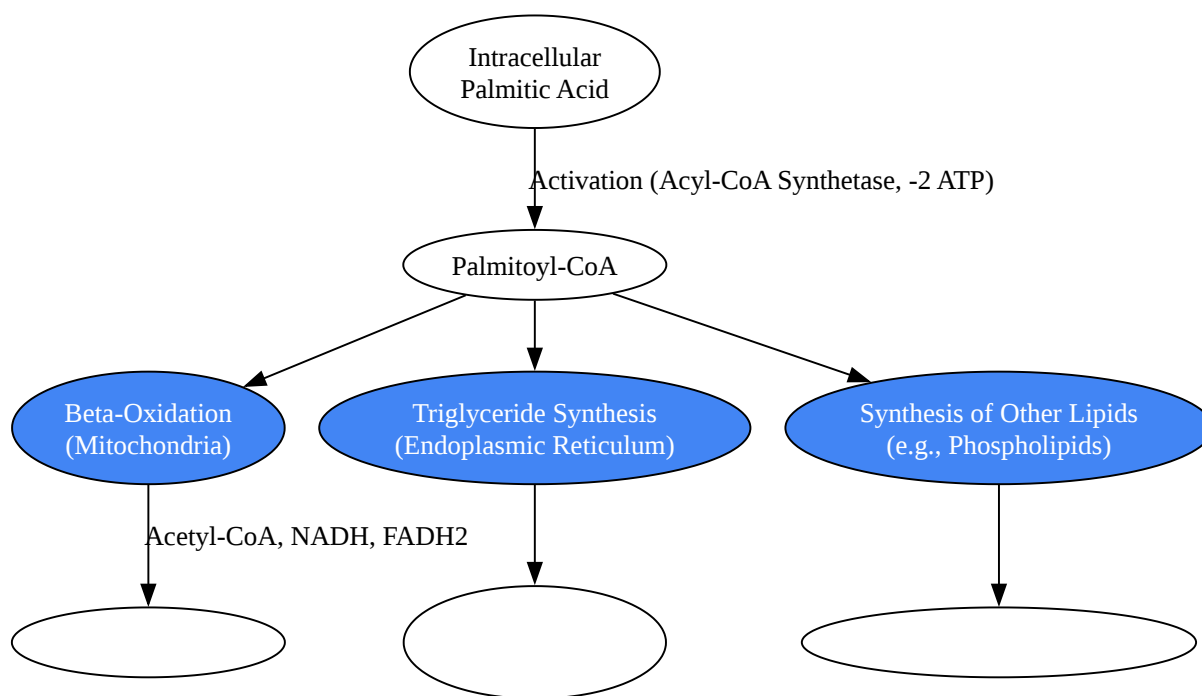 Intracellular
Palmitic Acid
Activation (Acyl-CoA Synthetase, -2 ATP)
Palmitoyl-CoA
Beta-Oxidation
(Mitochondria)
Triglyceride Synthesis
(Endoplasmic Reticulum)
Synthesis of Other Lipids
(e.g., Phospholipids)
Acetyl-CoA, NADH, FADH2